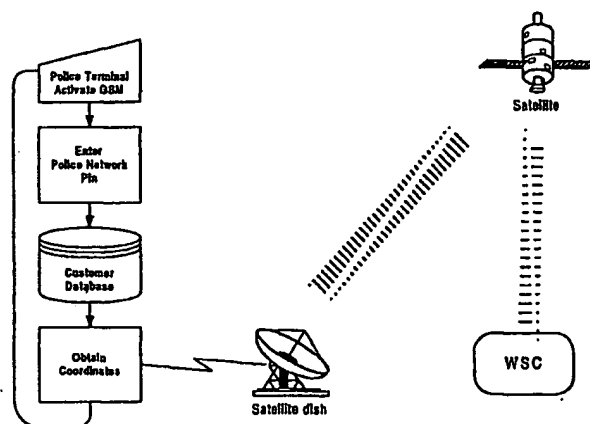 Police Terminal
Activate GSM
Enter
Police Network
Pin
Customer
Database
Obtain
Coordinates
Satellite dish
Satellite
WSC